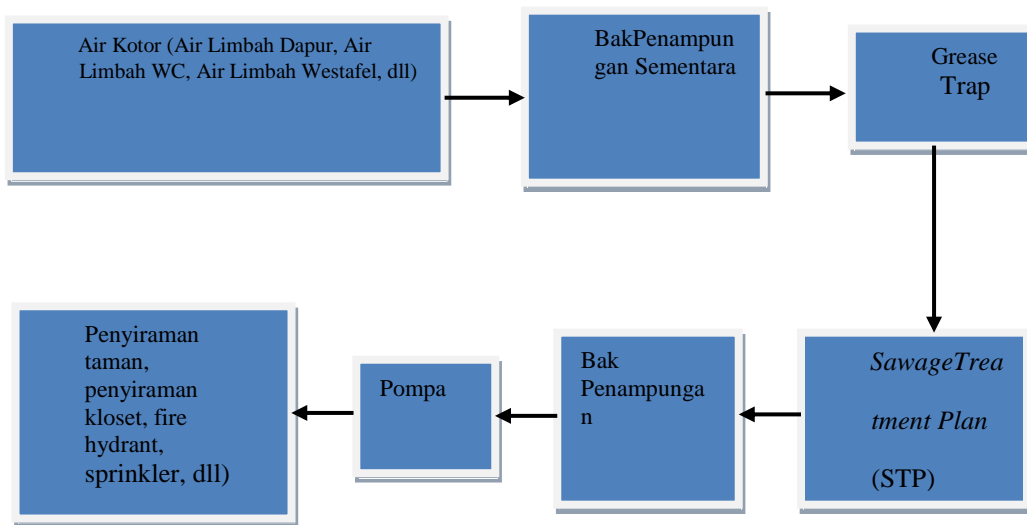 Air Kotor (Air Limbah Dapur, Air
Limbah WC, Air Limbah Westafel, dll)
BakPenampun
gan Sementara
Grease
Trap
SawageTrea
tment Plan
(STP)
Bak
Penampunga
n
Pompa
Penyiraman
taman,
penyiraman
kloset, fire
hydrant,
sprinkler, dll)